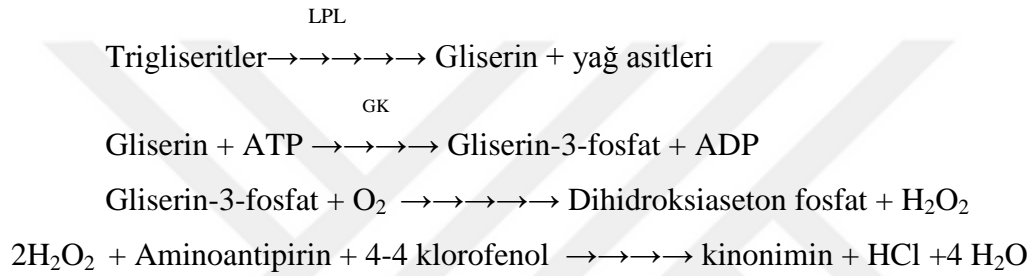 LPL
Trigliseritler→→→→→ Gliserin + yağ asitleri
GK
Gliserin + ATP →→→→ Gliserin-3-fosfat + ADP
Gliserin-3-fosfat + O₂ →→→→→ Dihidroksiaseton fosfat + H₂O₂
2H₂O₂ + Aminoantipirin + 4-4 klorofenol →→→→ kinonimin + HCl +4 H₂O